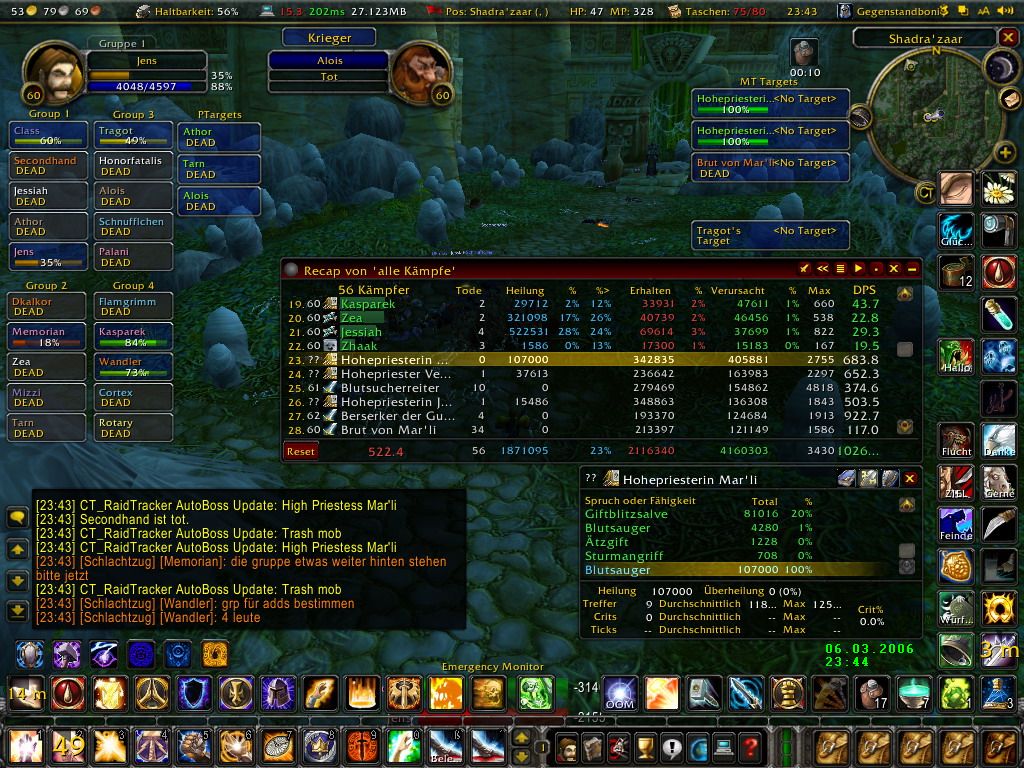 53 79 69 Haltbarkeit: 56% 15.3 202ms 27.123MB Pos: Shadra'zaar (, ) HP: 47 MP: 328 Taschen: 75/80 23:43 Gegenstandboni
Gruppe 1
Jens
35%
4048/4597 88%
60
Krieger
Alois
Tot
60
00:10
Shadra'zaar
N
MT Targets
Hohepriesteri... <No Target>
100%
Hohepriesteri... <No Target>
100%
Brut von Mar'li <No Target>
DEAD
Tragot's Target <No Target>
Group 1
Class
60%
Secondhand
DEAD
Jessiah
DEAD
Athor
DEAD
Jens
35%
Group 3
Tragot
49%
Honorfatalis
DEAD
Alois
DEAD
Schnufflchen
DEAD
Palani
DEAD
PTargets
Athor
DEAD
Tarn
DEAD
Alois
DEAD
Group 2
Dkalkor
DEAD
Memorian
18%
Zea
DEAD
Mizzi
DEAD
Tarn
DEAD
Group 4
Flamgrimm
DEAD
Kasparek
84%
Wandler
73%
Cortex
DEAD
Rotary
DEAD
Recap von 'alle Kämpfe'
56 Kämpfer Tode Heilung % %> Erhalten % Verursacht % Max DPS
19. 60 Kasparek 2 29712 2% 12% 33931 2% 47611 1% 660 43.7
20. 60 Zea 2 321098 17% 26% 40739 2% 46456 1% 538 22.8
21. 60 Jessiah 4 522531 28% 24% 69614 3% 37699 1% 822 29.3
22. 60 Zhaak 3 1586 0% 13% 17300 1% 15183 0% 167 19.5
23. ?? Hohepriesterin ... 0 107000 342835 405881 2755 683.8
24. ?? Hohepriester Ve... 1 37613 236642 163983 2297 652.3
25. 61 Blutsucherreiter 10 0 279469 154862 4818 374.6
26. ?? Hohepriesterin J... 1 15486 348863 136308 1843 503.5
27. 62 Berserker der Gu... 4 0 193370 124684 1913 922.7
28. 60 Brut von Mar'li 34 0 213397 121149 1586 117.0
Reset 522.4 56 1871095 23% 2116340 4160303 3430 1026...
?? Hohepriesterin Mar'li
Spruch oder Fähigkeit Total %
Giftblitzsalve 81016 20%
Blutsauger 4280 1%
Ätzgift 1228 0%
Sturmangriff 708 0%
Blutsauger 107000 100%
Heilung 107000 Überheilung 0 (0%)
Treffer 9 Durchschnittlich 118... Max 125...
Crits 0 Durchschnittlich -- Max --
Ticks -- Durchschnittlich -- Max --
Crit%
0.0%
[23:43] CT_RaidTracker AutoBoss Update: High Priestess Mar'li
[23:43] Secondhand ist tot.
[23:43] CT_RaidTracker AutoBoss Update: Trash mob
[23:43] CT_RaidTracker AutoBoss Update: High Priestess Mar'li
[23:43] [Schlachtzug] [Memorian]: die gruppe etwas weiter hinten stehen
bitte jetzt
[23:43] CT_RaidTracker AutoBoss Update: Trash mob
[23:43] [Schlachtzug] [Wandler]: grp für adds bestimmen
[23:43] [Schlachtzug] [Wandler]: 4 leute
06.03.2006
23:44
Emergency Monitor
CT
12
Hallo
Flucht
Danke
ZIEL
Gerne
Feinde
Würf...
3 m
14 m
-314
OOM
17
7
1
3
49
Bele...